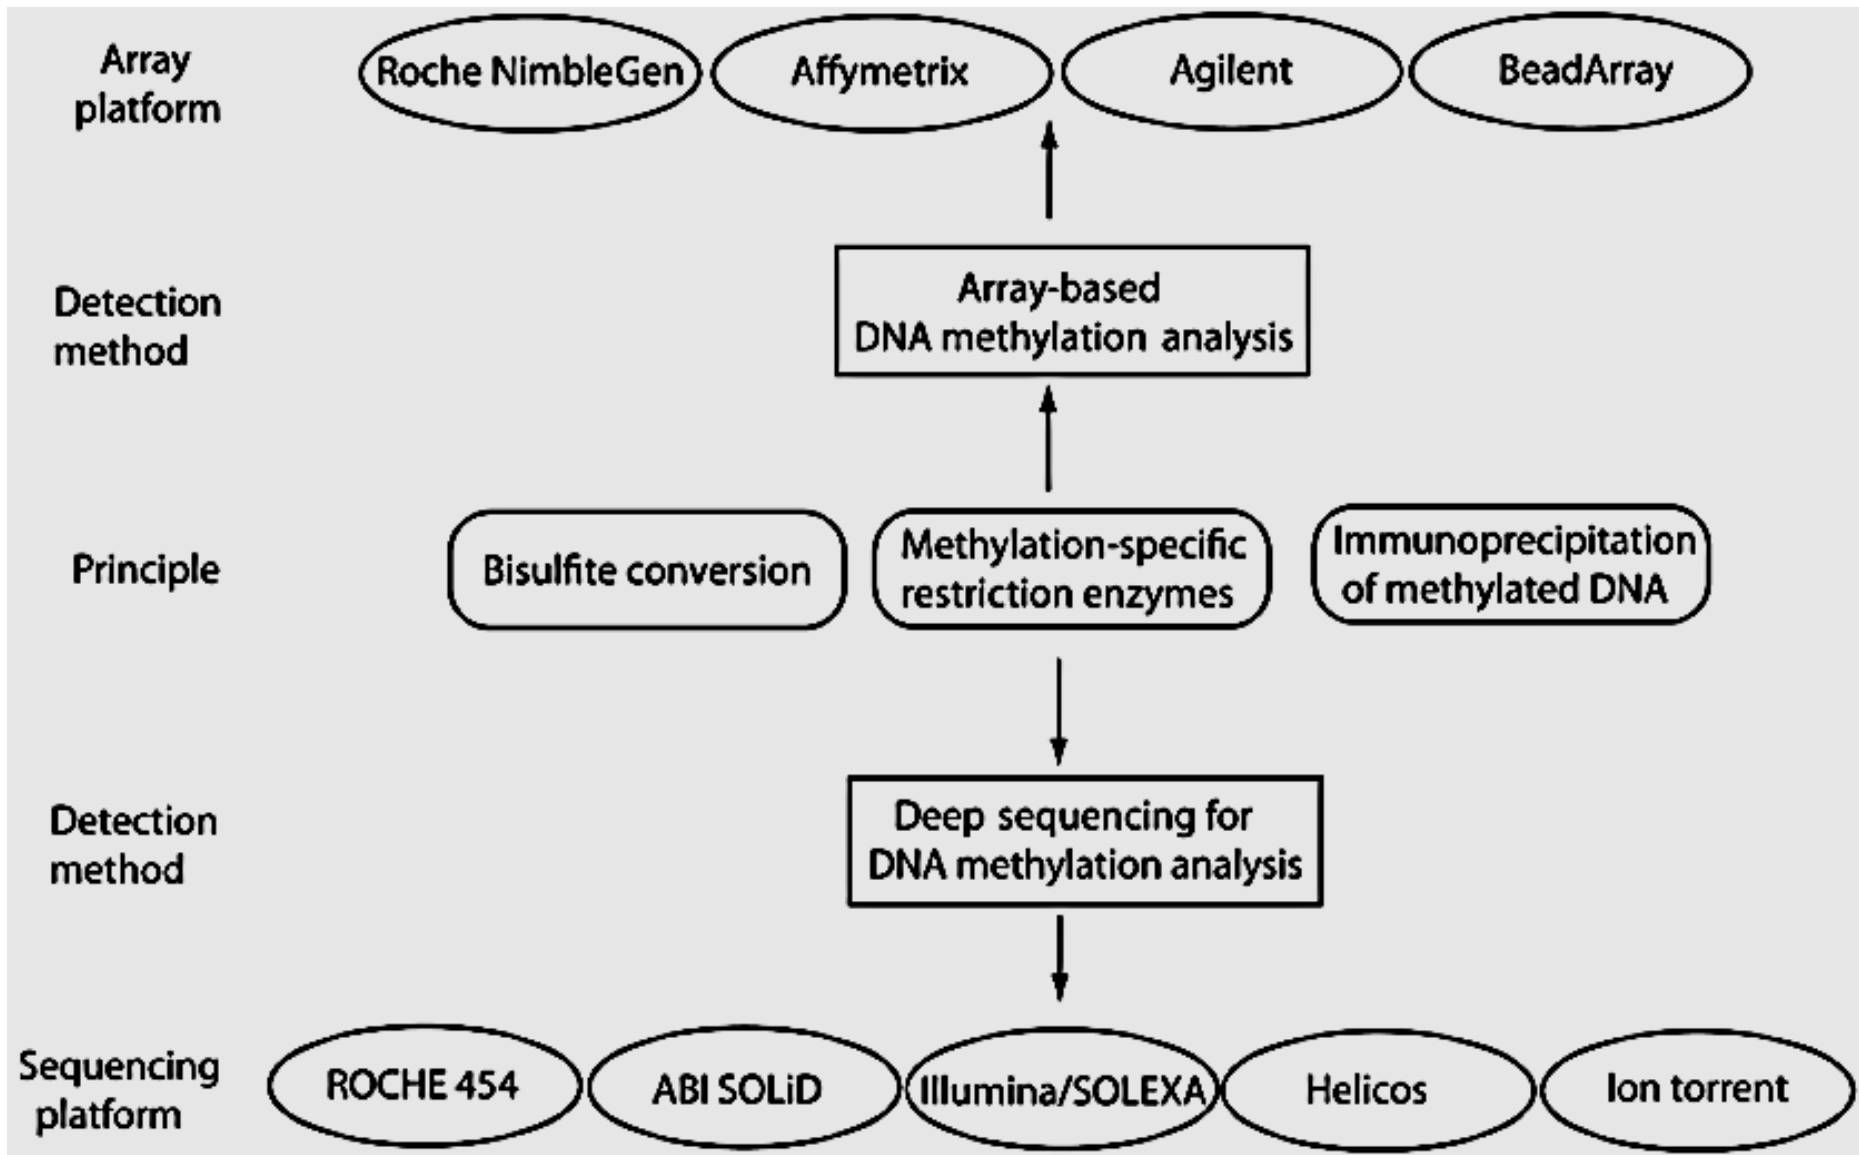 Array
platform
Roche NimbleGen
Affymetrix
Agilent
BeadArray
Detection
method
Array-based
DNA methylation analysis
Principle
Bisulfite conversion
Methylation-specific
restriction enzymes
Immunoprecipitation
of methylated DNA
Detection
method
Deep sequencing for
DNA methylation analysis
Sequencing
platform
ROCHE 454
ABI SOLiD
Illumina/SOLEXA
Helicos
Ion torrent